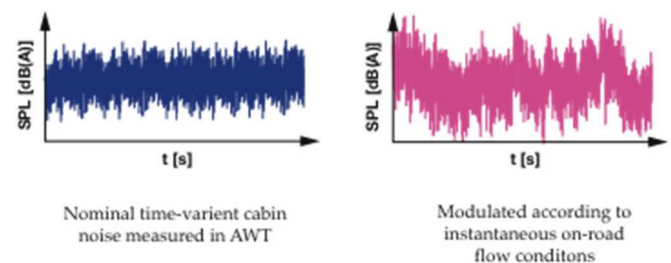 SPL [dB(A)]
t [s]
Nominal time-varient cabin
noise measured in AWT
SPL [dB(A)]
t [s]
Modulated according to
instantaneous on-road
flow conditons